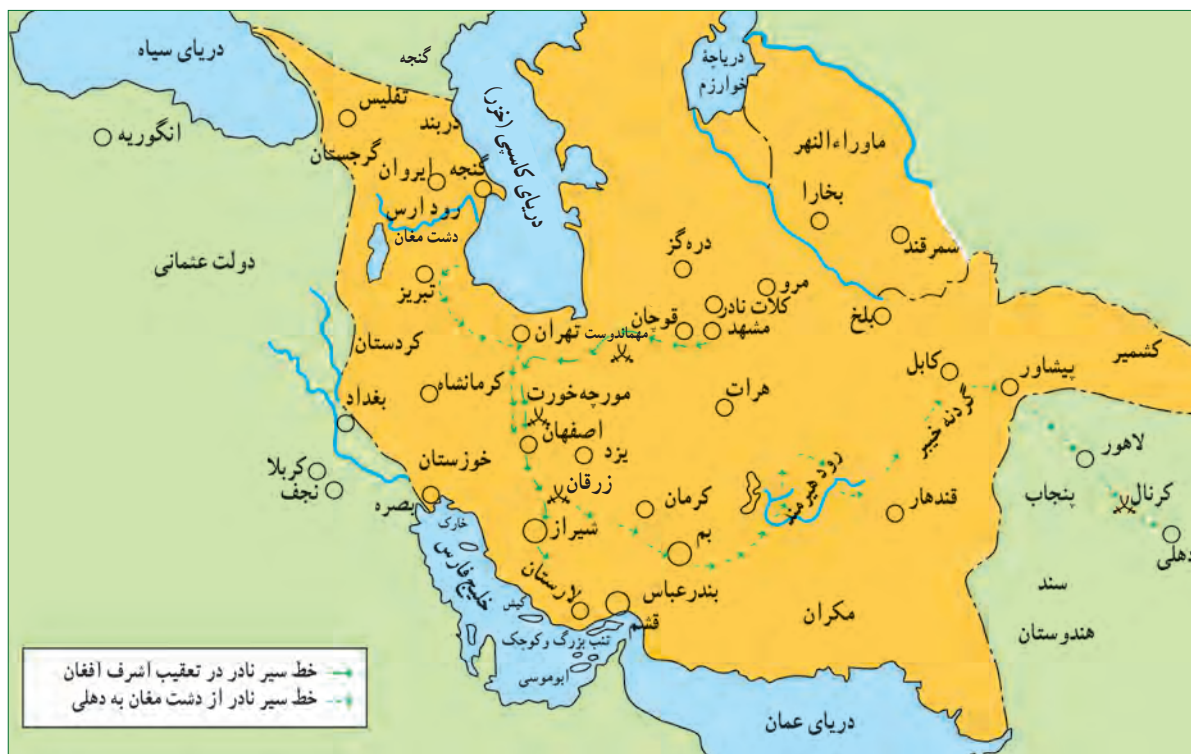 دریای سیاه
گنجه
دریاچهٔ
خوارزم
تفلیس
انگوریه
دربند
دریای کاسپی (خزر)
ماوراءالنهر
گرجستان
ایروان
گنجه
بخارا
رود ارس
سمرقند
دشت مغان
دره گز
دولت عثمانی
تبریز
مرو
کلات نادر
بلخ
تهران
مهماندوست
قوچان
مشهد
کشمیر
کردستان
کابل
پیشاور
کرمانشاه
هرات
مورچه خورت
گردنه خیبر
بغداد
اصفهان
یزد
لاهور
خوزستان
کربلا
نجف
زرقان
رود هیرمند
پنجاب
کرنال
بصره
کرمان
قندهار
خارک
شیراز
بم
دهلی
خلیج فارس
لارستان
بندرعباس
سند
کیش
قشم
مکران
هندوستان
تنب بزرگ و کوچک
ابوموسی
دریای عمان
خط سیر نادر در تعقیب اشرف افغان
خط سیر نادر از دشت مغان به دهلی